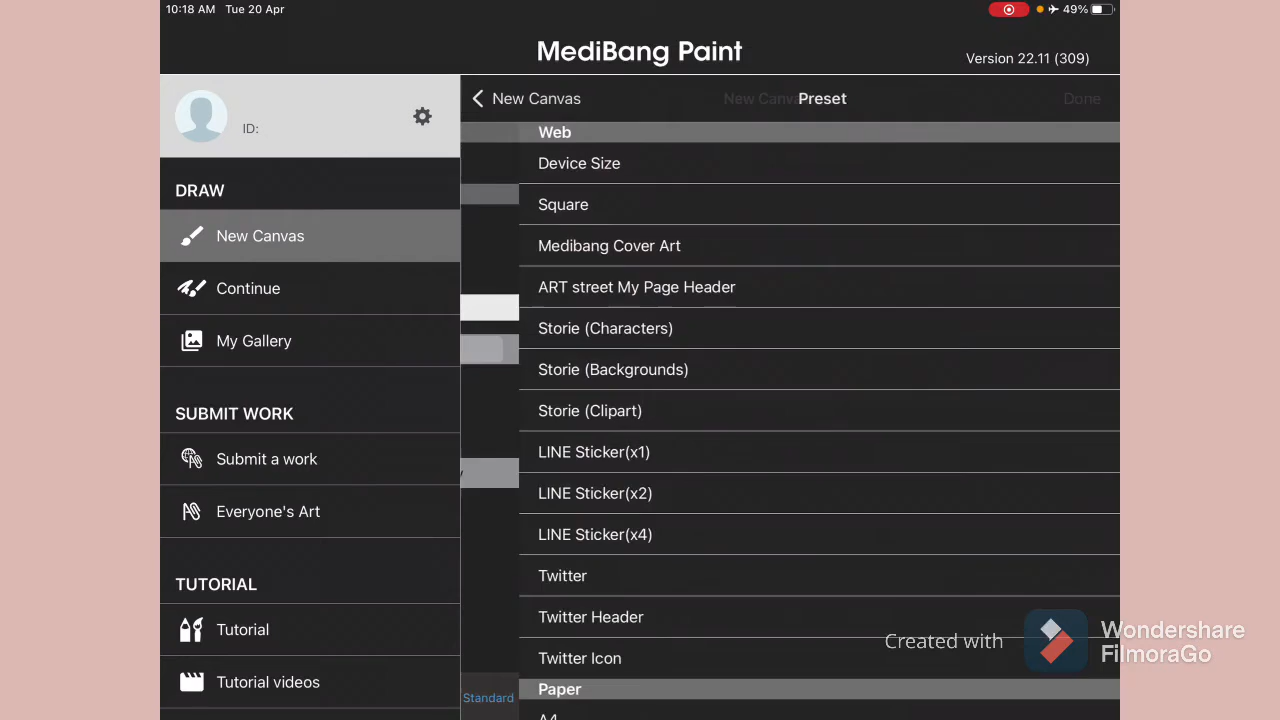 10:18 AM Tue 20 Apr
49%
MediBang Paint
Version 22.11 (309)
ID:
New Canvas
New Canva
Preset
Done
DRAW
New Canvas
Continue
My Gallery
SUBMIT WORK
Submit a work
Everyone's Art
TUTORIAL
Tutorial
Tutorial videos
Web
Device Size
Square
Medibang Cover Art
ART street My Page Header
Storie (Characters)
Storie (Backgrounds)
Storie (Clipart)
LINE Sticker(x1)
LINE Sticker(x2)
LINE Sticker(x4)
Twitter
Twitter Header
Twitter Icon
Paper
A4
Standard
Created with
Wondershare
FilmoraGo